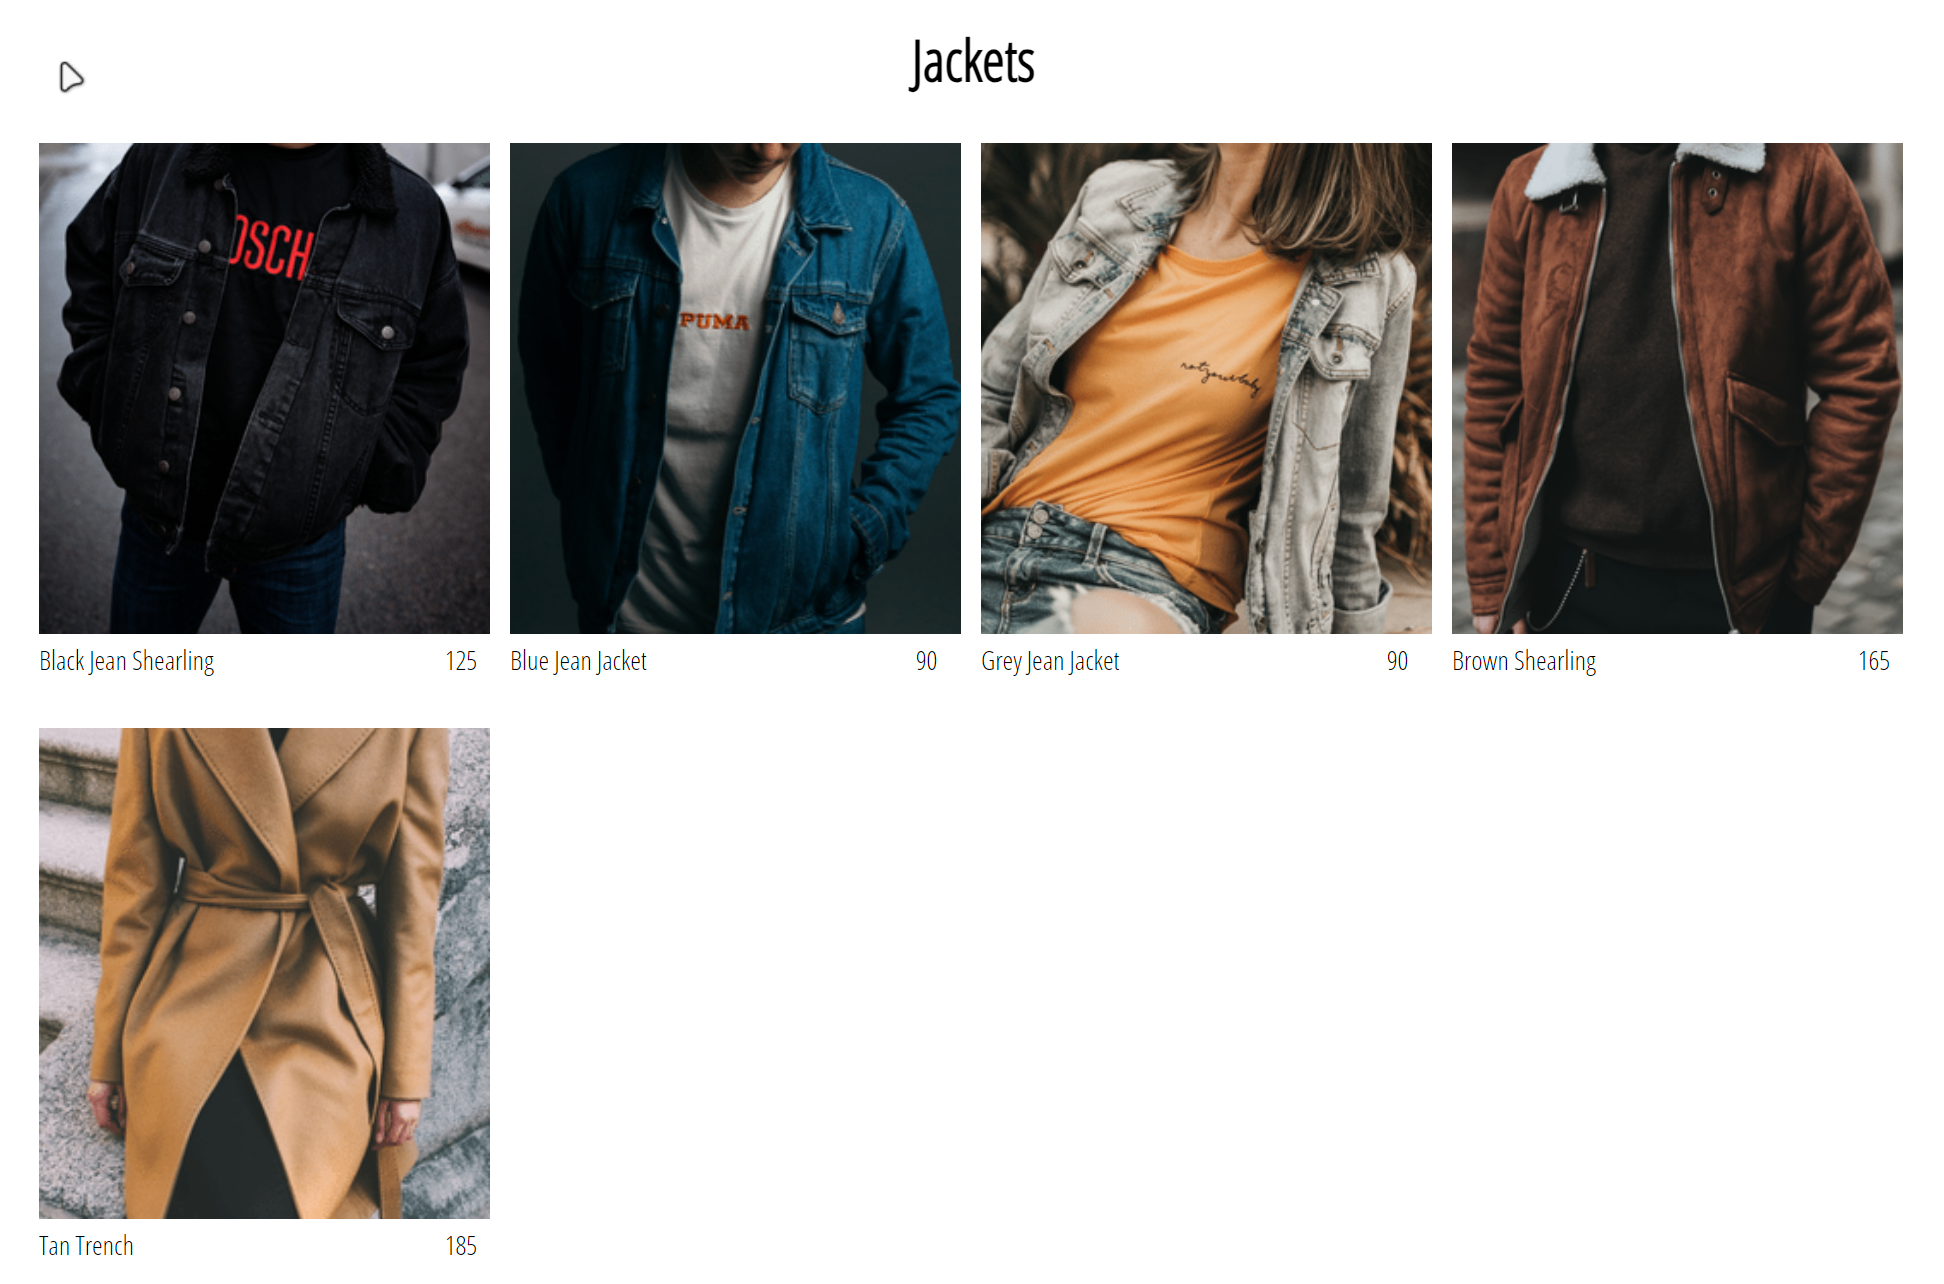 Jackets
OSCH
PUMA
notyourbaby
Black Jean Shearling 125
Blue Jean Jacket 90
Grey Jean Jacket 90
Brown Shearling 165
Tan Trench 185